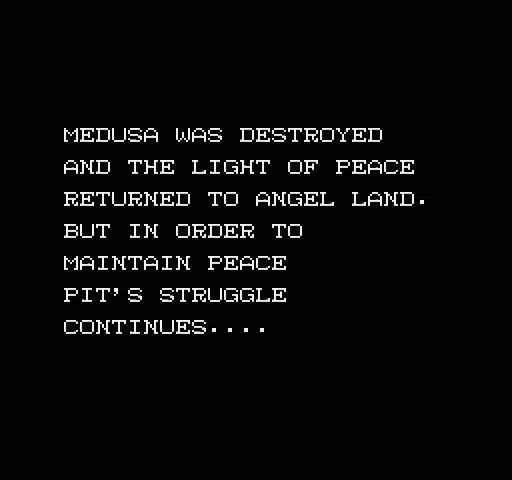 MEDUSA WAS DESTROYED
AND THE LIGHT OF PEACE
RETURNED TO ANGEL LAND.
BUT IN ORDER TO
MAINTAIN PEACE
PIT'S STRUGGLE
CONTINUES....